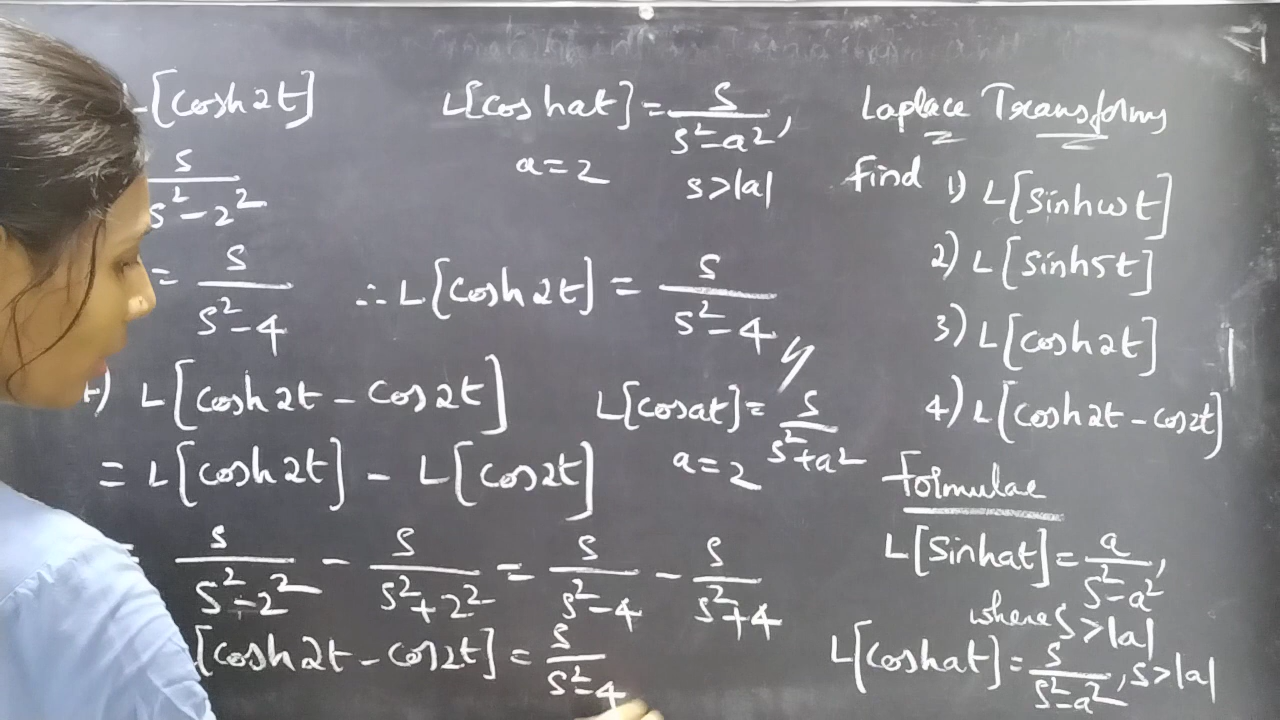 L[cosh2t]
s/(s²-2²)
= s/(s²-4)
L[coshat] = s/(s²-a²),
a=2
s>|a|
∴ L[cosh2t] = s/(s²-4)
4) L[cosh2t - cos2t]
= L[cosh2t] - L[cos2t]
L[cosat] = s/(s²+a²)
a=2
= s/(s²-2²) - s/(s²+2²) = s/(s²-4) - s/(s²+4)
[cosh2t - cos2t] = s/(s²-4
Laplace Transforms
Find 1) L[sinhωt]
2) L[sinh5t]
3) L[cosh2t]
4) L[cosh2t - cos2t]
Formulae
L[sinhat] = a/(s²-a²),
where s>|a|
L[coshat] = s/(s²-a²), s>|a|